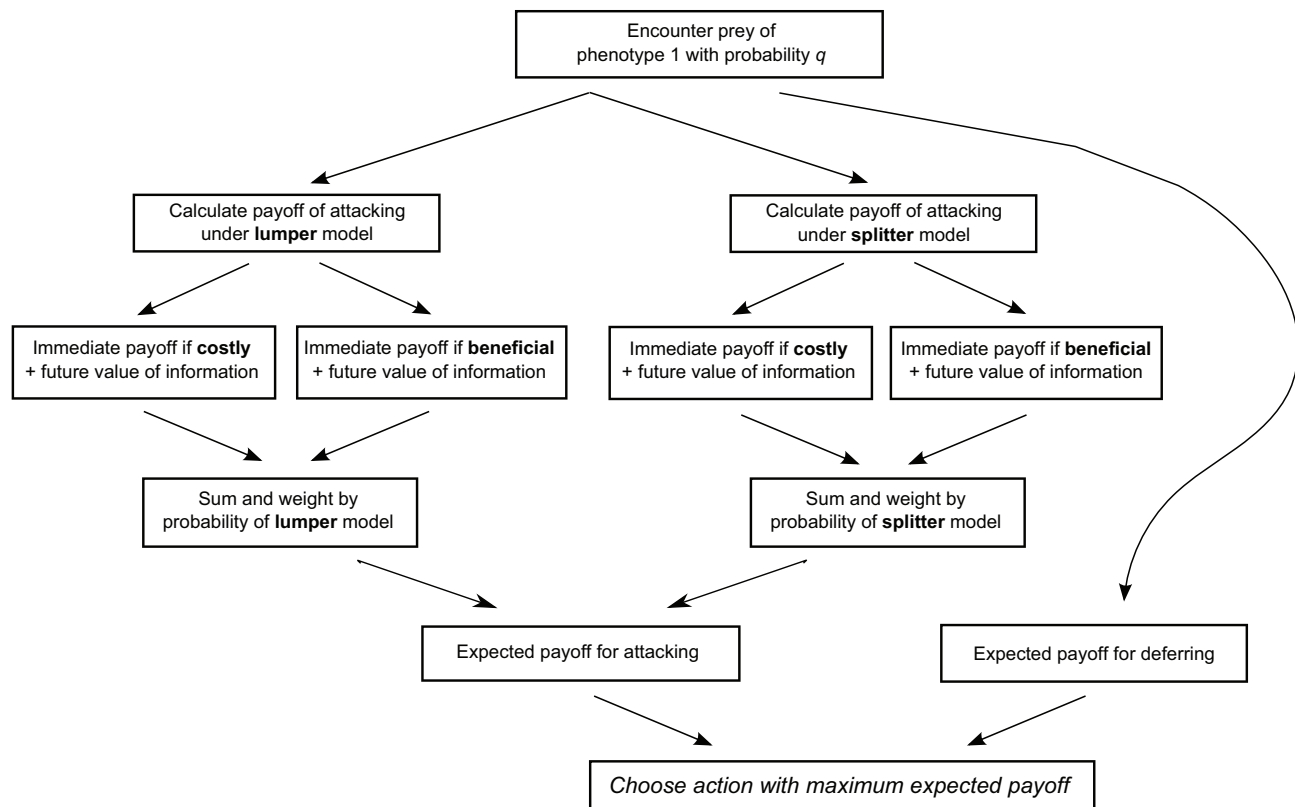 Encounter prey of
phenotype 1 with probability q
Calculate payoff of attacking
under lumper model
Calculate payoff of attacking
under splitter model
Immediate payoff if costly
+ future value of information
Immediate payoff if beneficial
+ future value of information
Immediate payoff if costly
+ future value of information
Immediate payoff if beneficial
+ future value of information
Sum and weight by
probability of lumper model
Sum and weight by
probability of splitter model
Expected payoff for attacking
Expected payoff for deferring
Choose action with maximum expected payoff